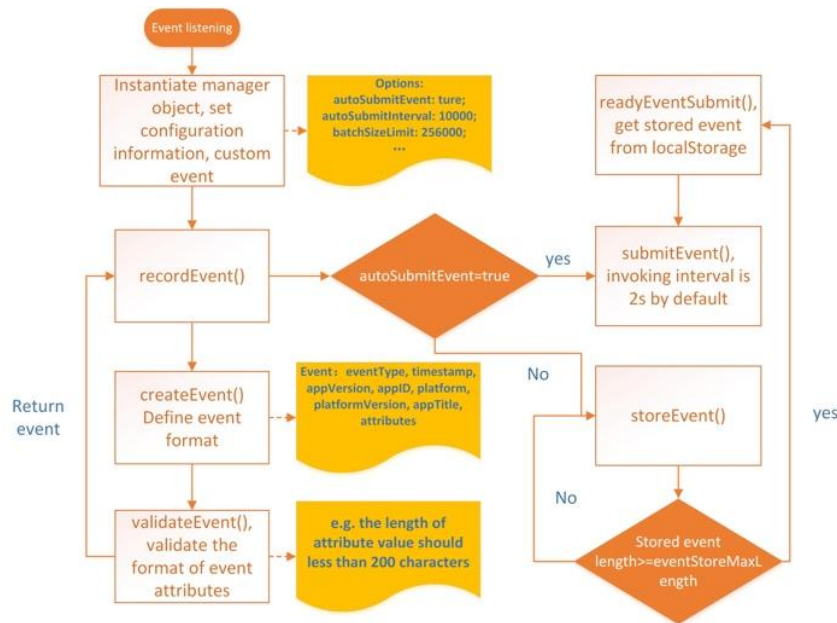 Event listening
Instantiate manager
object, set
configuration
information, custom
event
Options:
autoSubmitEvent: ture;
autoSubmitInterval: 10000;
batchSizeLimit: 256000;
...
readyEventSubmit(),
get stored event
from localStorage
recordEvent()
autoSubmitEvent=true
yes
submitEvent(),
invoking interval is
2s by default
createEvent()
Define event
format
Event：eventType, timestamp,
appVersion, appID, platform,
platformVersion, appTitle,
attributes
No
storeEvent()
Return
event
yes
No
validateEvent(),
validate the
format of event
attributes
e.g. the length of
attribute value should
less than 200 characters
Stored event
length>=eventStoreMaxL
ength